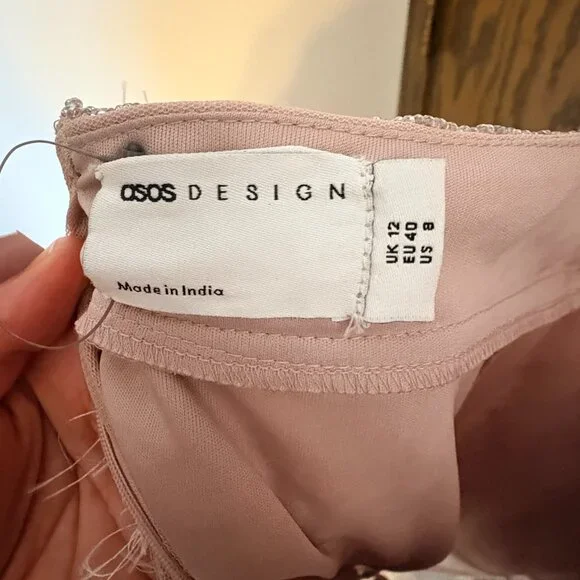 asos DESIGN
Made in India
UK 12
EU 40
US 8